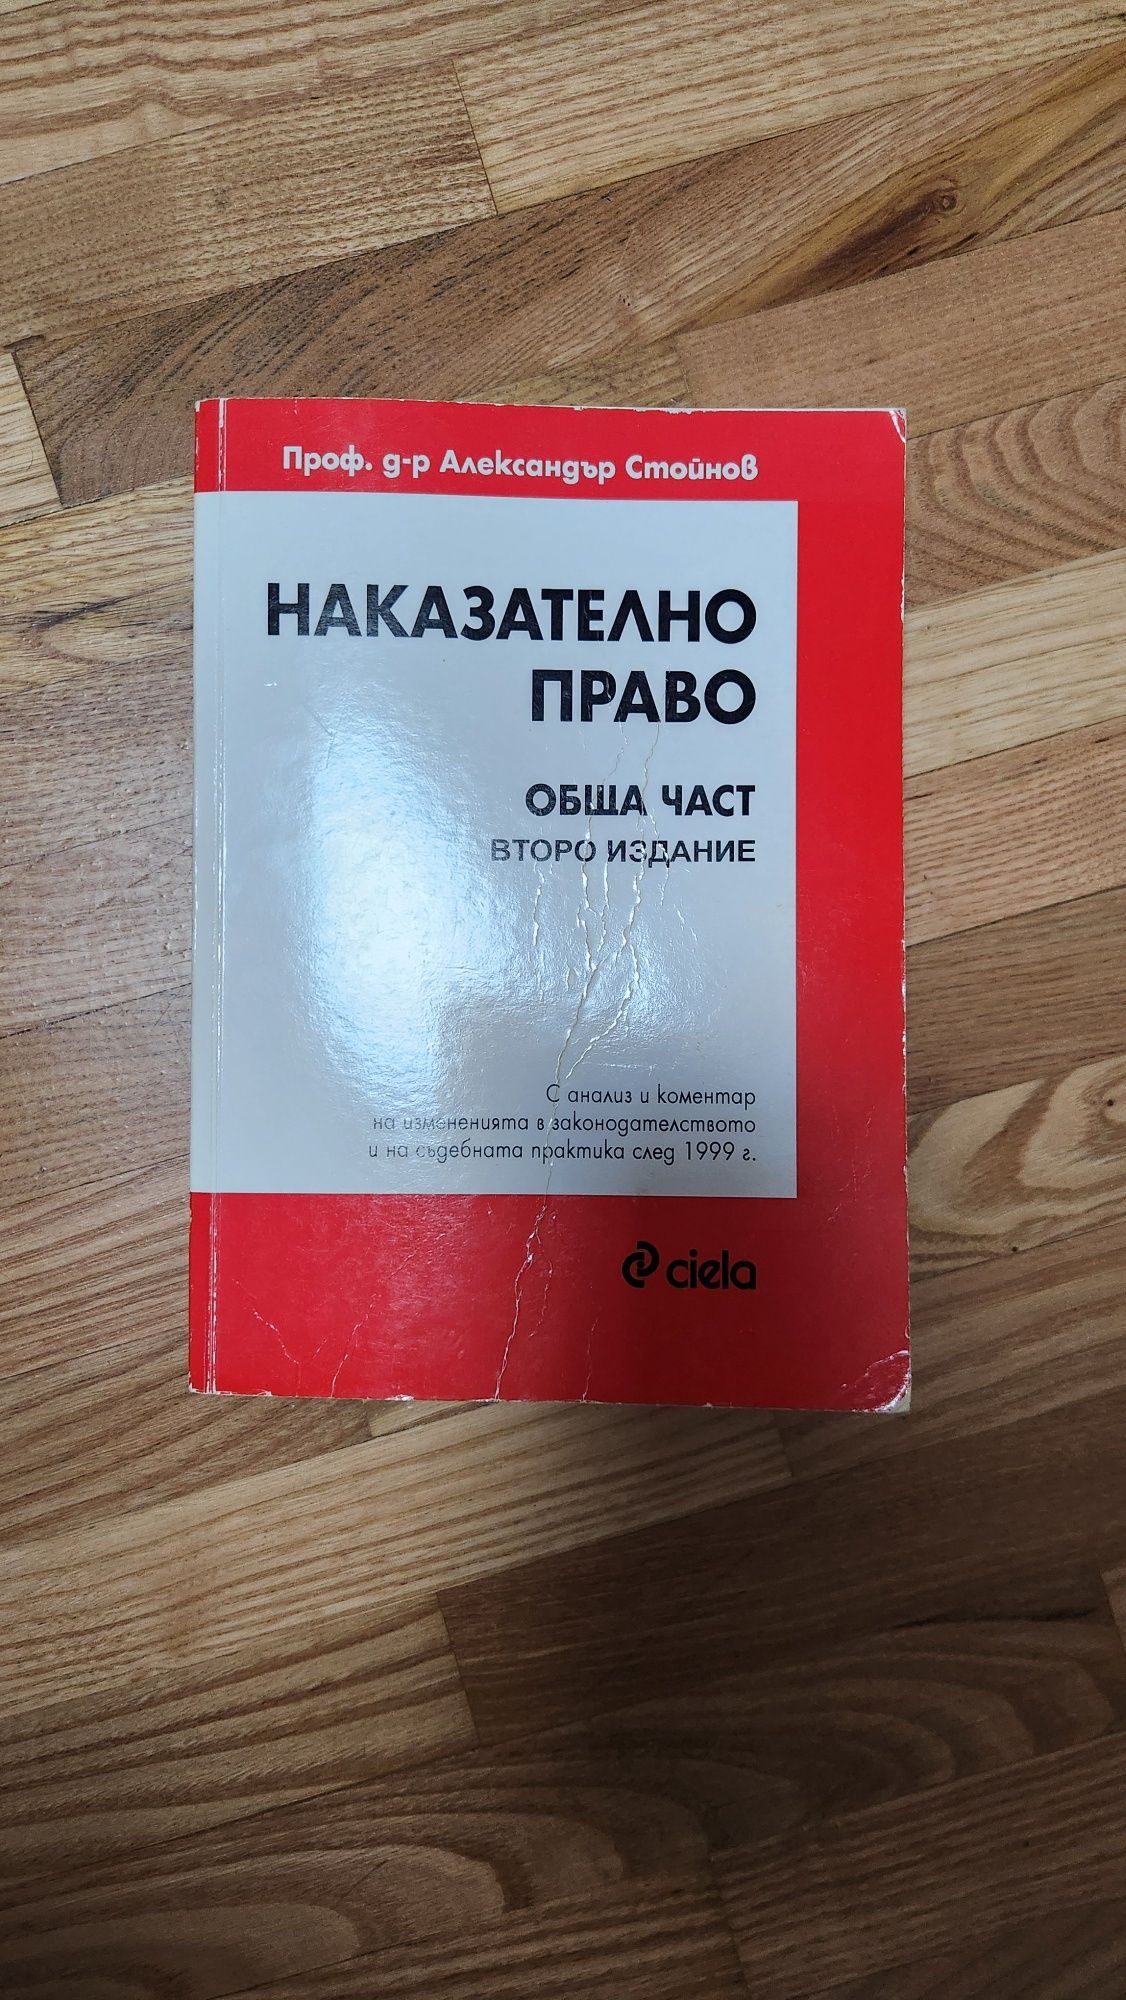 Проф. д-р Александър Стойнов
НАКАЗАТЕЛНО
ПРАВО
ОБЩА ЧАСТ
ВТОРО ИЗДАНИЕ
С анализ и коментар
на измененията в законодателството
и на съдебната практика след 1999 г.
ciela